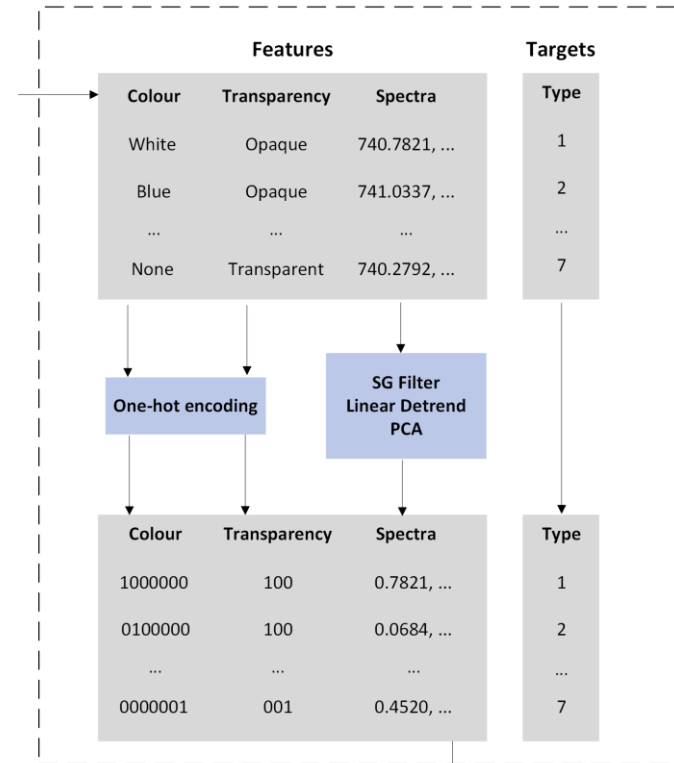 Features Targets
Colour Transparency Spectra Type
White Opaque 740.7821, ... 1
Blue Opaque 741.0337, ... 2
... ... ... ...
None Transparent 740.2792, ... 7
One-hot encoding
SG Filter
Linear Detrend
PCA
Colour Transparency Spectra Type
1000000 100 0.7821, ... 1
0100000 100 0.0684, ... 2
... ... ... ...
0000001 001 0.4520, ... 7